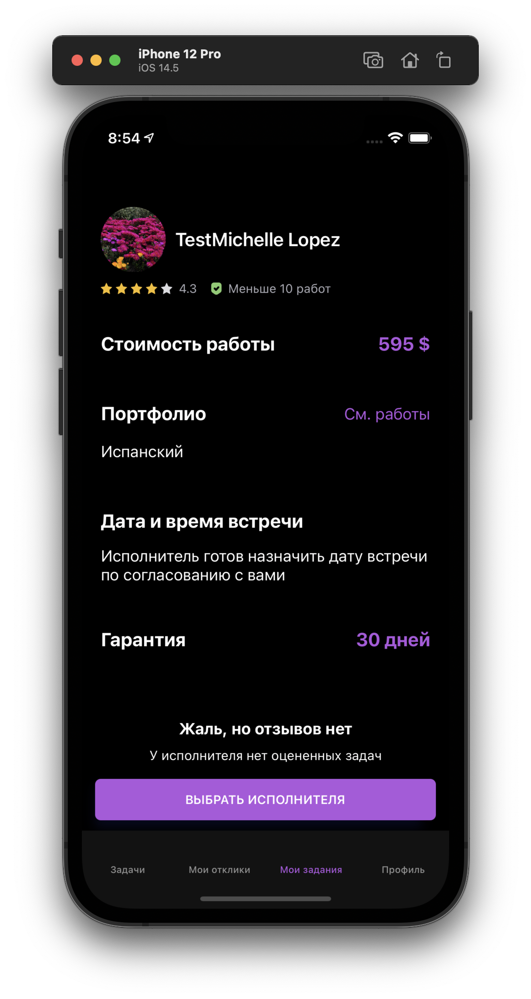 iPhone 12 Pro
iOS 14.5
8:54
TestMichelle Lopez
4.3 Меньше 10 работ
Стоимость работы 595 $
Портфолио См. работы
Испанский
Дата и время встречи
Исполнитель готов назначить дату встречи
по согласованию с вами
Гарантия 30 дней
Жаль, но отзывов нет
У исполнителя нет оцененных задач
ВЫБРАТЬ ИСПОЛНИТЕЛЯ
Задачи Мои отклики Мои задания Профиль